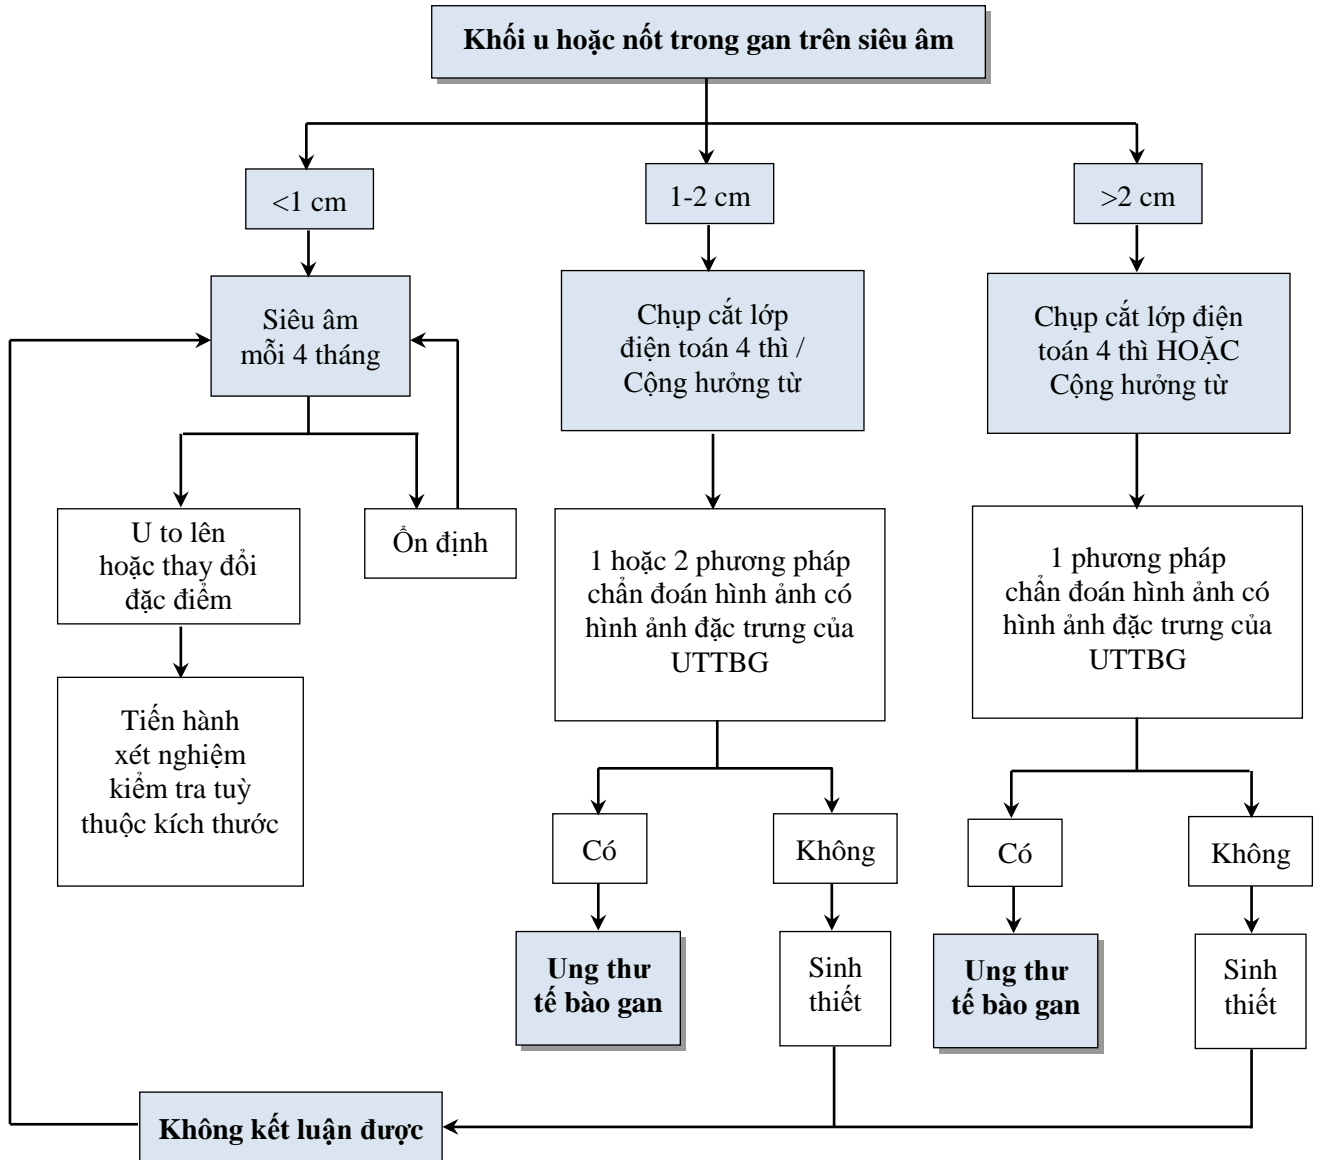 Khối u hoặc nốt trong gan trên siêu âm
<1 cm
1-2 cm
>2 cm
Siêu âm
mỗi 4 tháng
Chụp cắt lớp
điện toán 4 thì /
Cộng hưởng từ
Chụp cắt lớp điện
toán 4 thì HOẶC
Cộng hưởng từ
U to lên
hoặc thay đổi
đặc điểm
Ổn định
1 hoặc 2 phương pháp
chẩn đoán hình ảnh có
hình ảnh đặc trưng của
UTTBG
1 phương pháp
chẩn đoán hình ảnh có
hình ảnh đặc trưng của
UTTBG
Tiến hành
xét nghiệm
kiểm tra tuỳ
thuộc kích thước
Có
Không
Có
Không
Ung thư
tế bào gan
Sinh
thiết
Ung thư
tế bào gan
Sinh
thiết
Không kết luận được